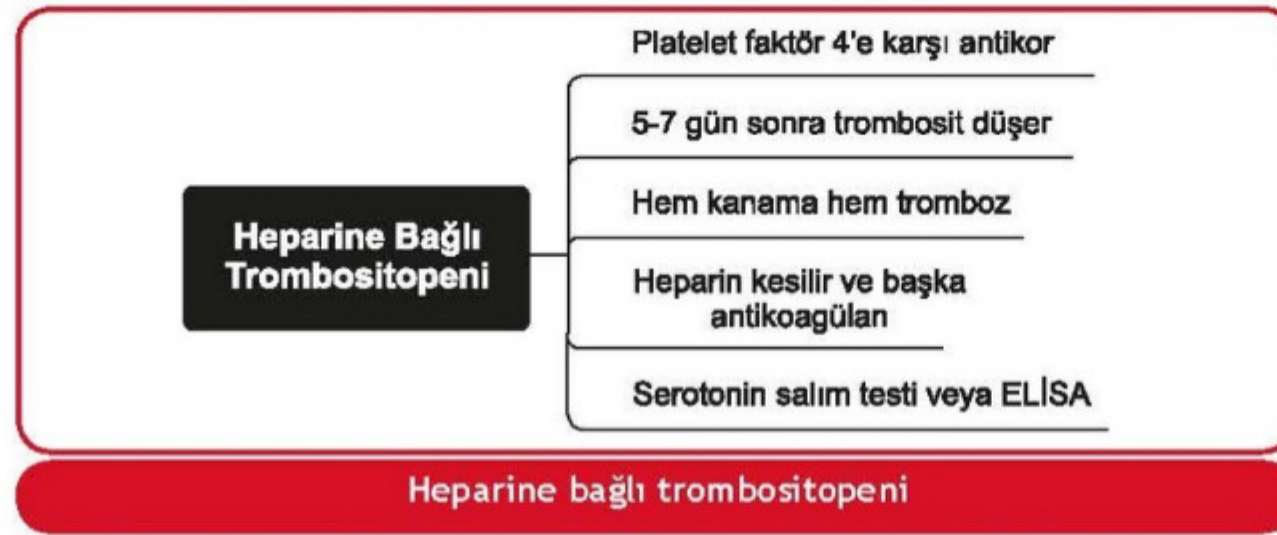 Platelet faktör 4'e karşı antikor
5-7 gün sonra trombosit düşer
Hem kanama hem tromboz
Heparine Bağlı
Trombositopeni
Heparin kesilir ve başka
antikoagülan
Serotonin salım testi veya ELİSA
Heparine bağlı trombositopeni